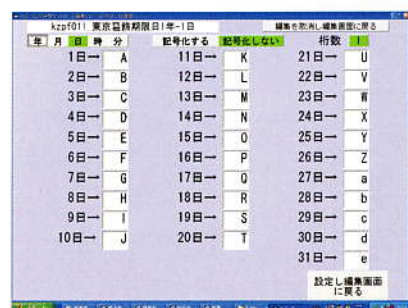 kzpf011 東京葛飾期限日1年-1日 編集を取消し編集画面に戻る
年 月 日 時 分 記号化する 記号化しない 桁数 1
1日→ A 11日→ K 21日→ U
2日→ B 12日→ L 22日→ V
3日→ C 13日→ M 23日→ W
4日→ D 14日→ N 24日→ X
5日→ E 15日→ O 25日→ Y
6日→ F 16日→ P 26日→ Z
7日→ G 17日→ Q 27日→ a
8日→ H 18日→ R 28日→ b
9日→ I 19日→ S 29日→ c
10日→ J 20日→ T 30日→ d
31日→ e
設定し編集画面
に戻る